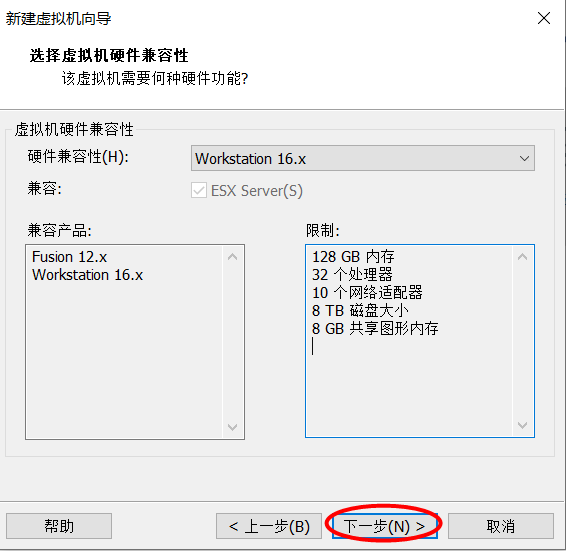 新建虚拟机向导
选择虚拟机硬件兼容性
该虚拟机需要何种硬件功能?
虚拟机硬件兼容性
硬件兼容性(H):
Workstation 16.x
兼容:
ESX Server(S)
兼容产品:
Fusion 12.x
Workstation 16.x
限制:
128 GB 内存
32 个处理器
10 个网络适配器
8 TB 磁盘大小
8 GB 共享图形内存
帮助
< 上一步(B)
下一步(N) >
取消